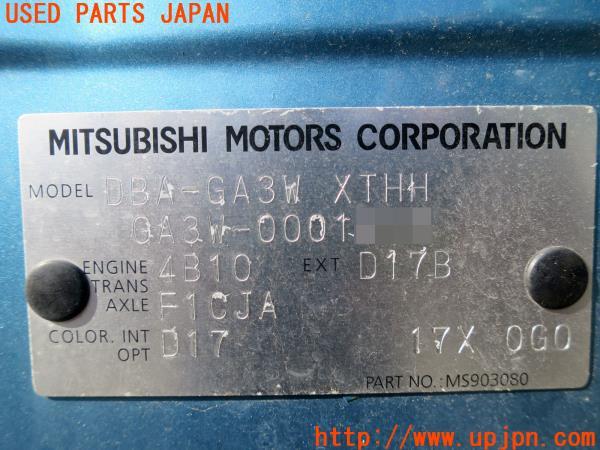 USED PARTS JAPAN
MITSUBISHI MOTORS CORPORATION
MODEL DBA-GA3W XTHH
GA3W-0001
ENGINE 4B10 EXT D17B
TRANS
AXLE F1CJA
COLOR. INT D17 17X 0G0
OPT
PART NO.: MS903080
http://www.upjpn.com